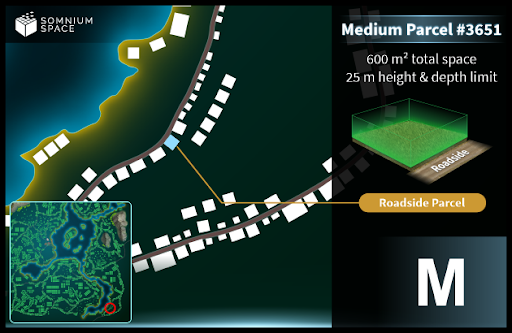 SOMNIUM
SPACE
Medium Parcel #3651
600 m² total space
25 m height & depth limit
Roadside
Roadside Parcel
M